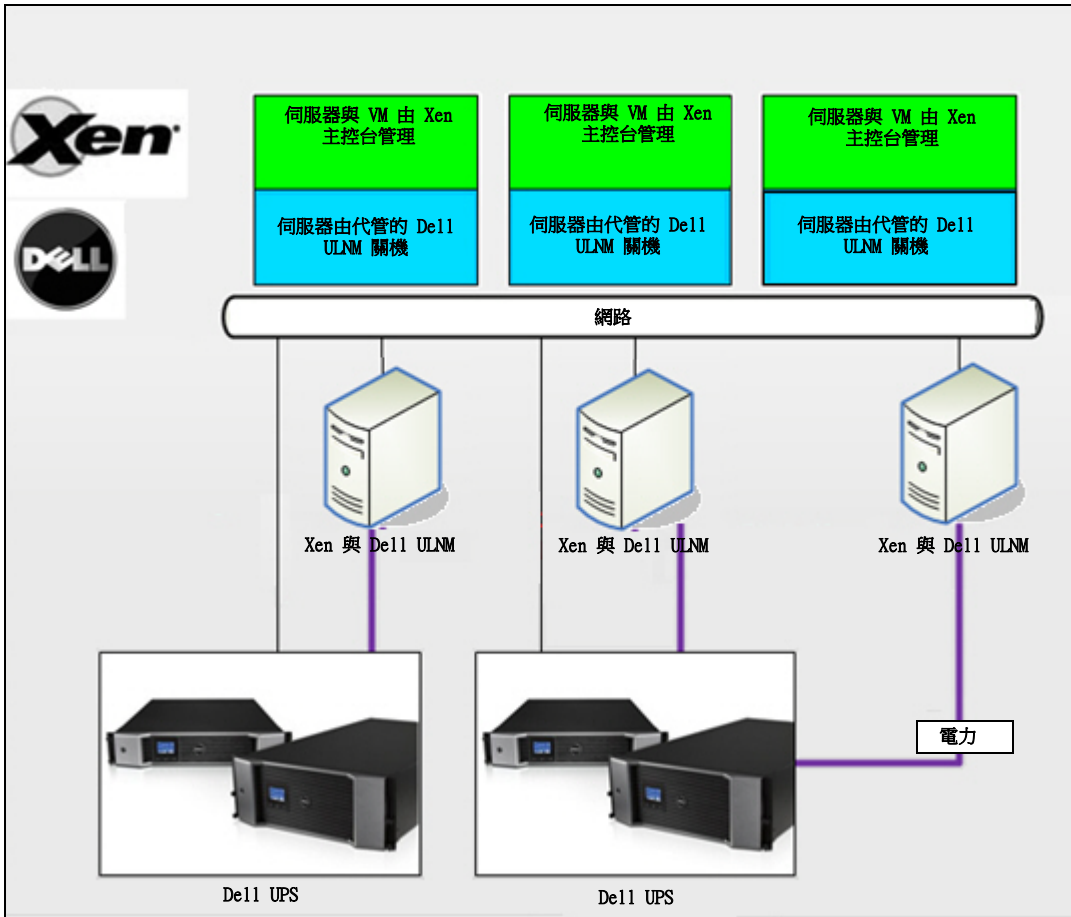 Xen
伺服器與 VM 由 Xen
主控台管理
伺服器與 VM 由 Xen
主控台管理
伺服器與 VM 由 Xen
主控台管理
DELL
伺服器由代管的 Dell
ULNM 關機
伺服器由代管的 Dell
ULNM 關機
伺服器由代管的 Dell
ULNM 關機
網路
Xen 與 Dell ULNM
Xen 與 Dell ULNM
Xen 與 Dell ULNM
電力
Dell UPS
Dell UPS